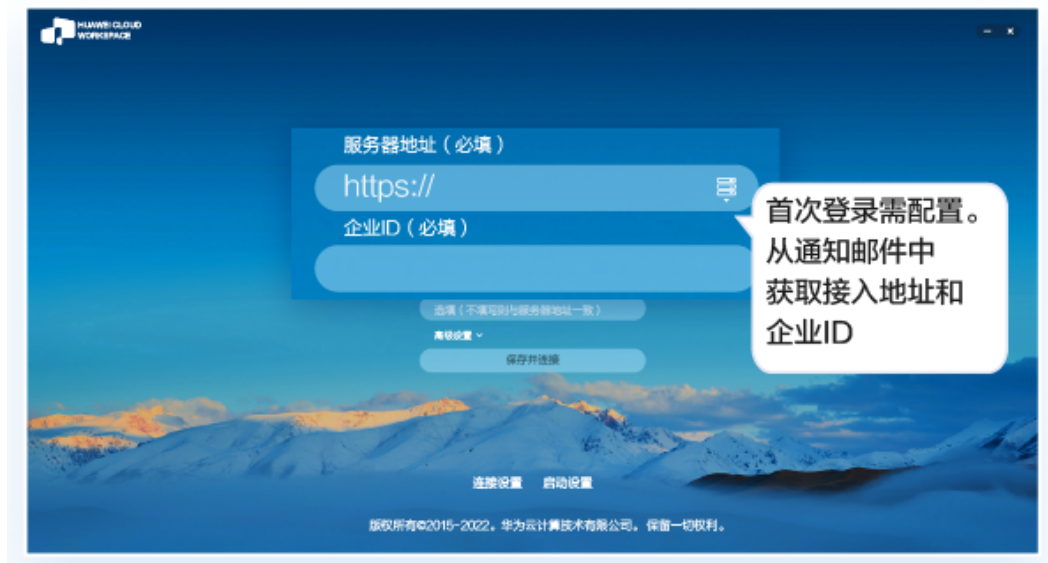 HUAWEI CLOUD
WORKSPACE
服务器地址（必填）
https://
企业ID（必填）
首次登录需配置。
从通知邮件中
获取接入地址和
企业ID
选填（不填写则与服务器地址一致）
高级设置
保存并连接
连接设置 启动设置
版权所有©2015-2022。华为云计算技术有限公司。保留一切权利。